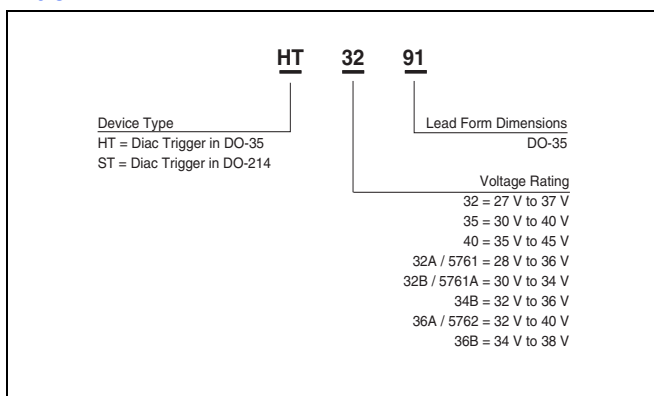 HT 32 91
Device Type
HT = Diac Trigger in DO-35
ST = Diac Trigger in DO-214
Lead Form Dimensions
DO-35
Voltage Rating
32 = 27 V to 37 V
35 = 30 V to 40 V
40 = 35 V to 45 V
32A / 5761 = 28 V to 36 V
32B / 5761A = 30 V to 34 V
34B = 32 V to 36 V
36A / 5762 = 32 V to 40 V
36B = 34 V to 38 V